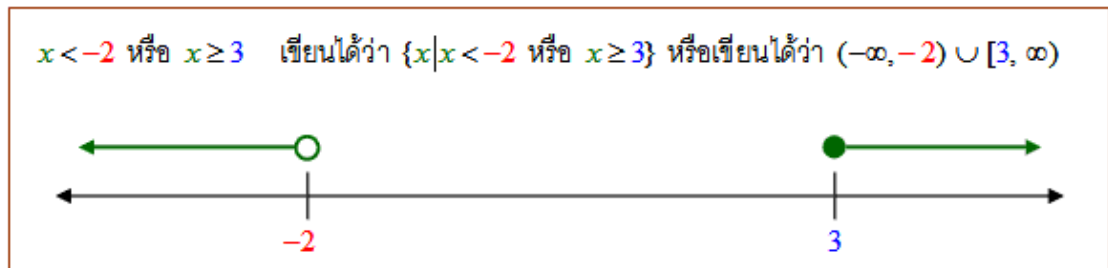 x < −2 หรือ x ≥ 3 เขียนได้ว่า {x|x < −2 หรือ x ≥ 3} หรือเขียนได้ว่า (−∞, −2) ∪ [3, ∞)
−2 3